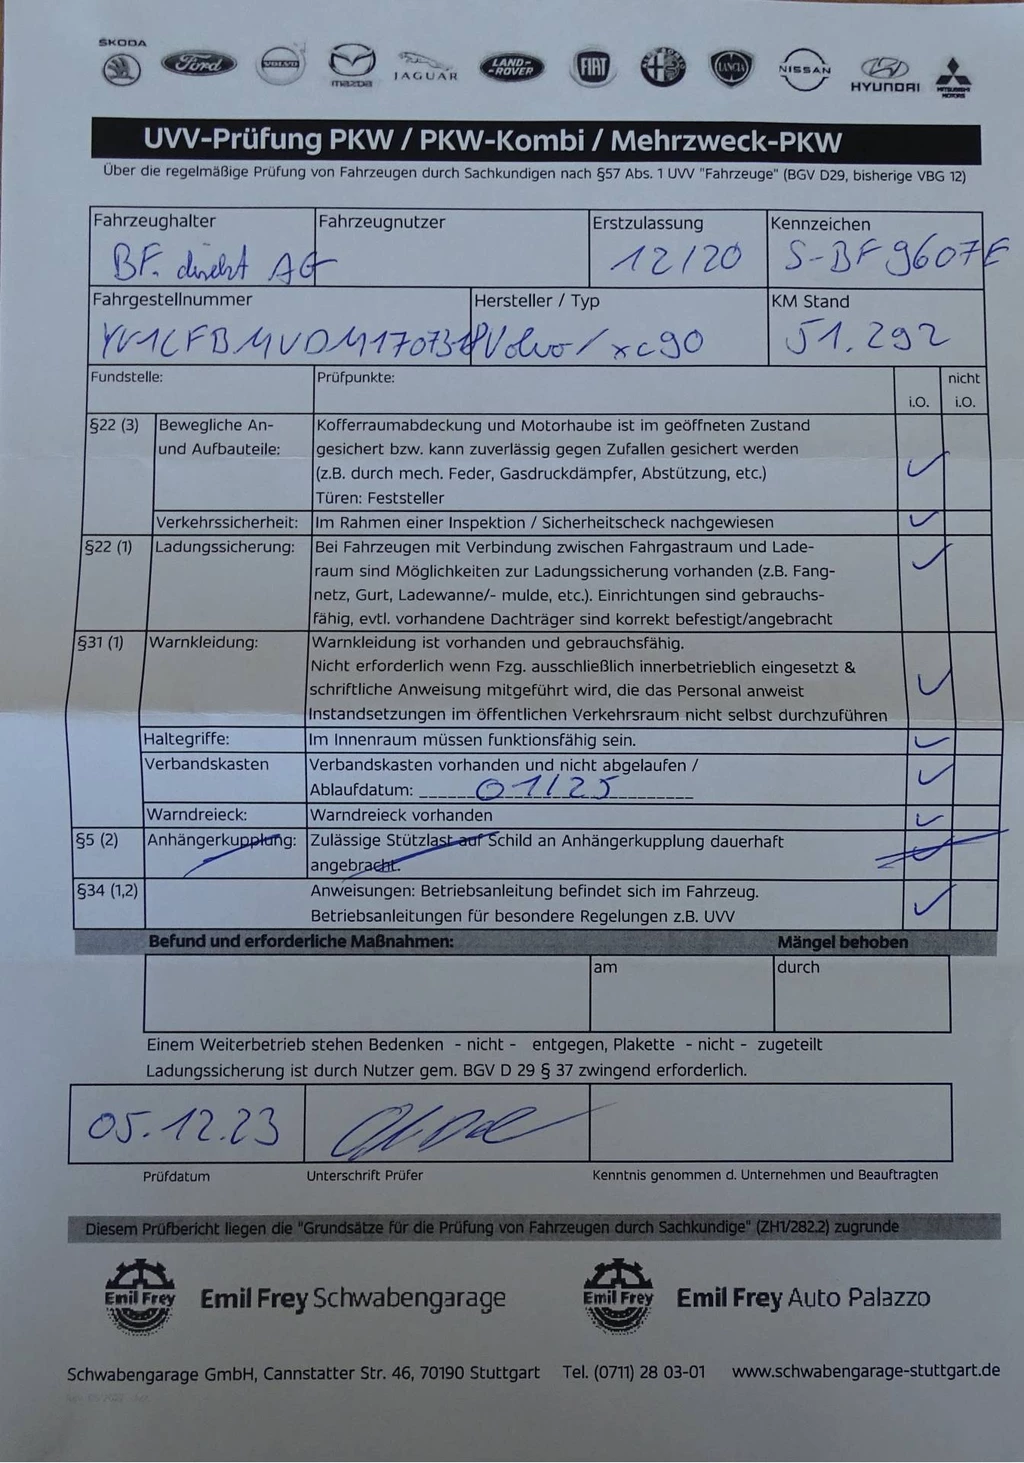 SKODA
Ford VOLVO mazda JAGUAR LAND-ROVER FIAT LANCIA NISSAN HYUNDAI MITSUBISHI MOTORS
UVV-Prüfung PKW / PKW-Kombi / Mehrzweck-PKW
Über die regelmäßige Prüfung von Fahrzeugen durch Sachkundigen nach §57 Abs. 1 UVV "Fahrzeuge" (BGV D29, bisherige VBG 12)
Fahrzeughalter Fahrzeugnutzer Erstzulassung Kennzeichen
BF. direkt AG 12/20 S-BF 9607E
Fahrgestellnummer Hersteller / Typ KM Stand
Volvo / xc90 51.292
Fundstelle: Prüfpunkte: nicht
i.O. i.O.
§22 (3) Bewegliche An- Kofferraumabdeckung und Motorhaube ist im geöffneten Zustand
und Aufbauteile: gesichert bzw. kann zuverlässig gegen Zufallen gesichert werden
(z.B. durch mech. Feder, Gasdruckdämpfer, Abstützung, etc.)
Türen: Feststeller
Verkehrssicherheit: Im Rahmen einer Inspektion / Sicherheitscheck nachgewiesen
§22 (1) Ladungssicherung: Bei Fahrzeugen mit Verbindung zwischen Fahrgastraum und Lade-
raum sind Möglichkeiten zur Ladungssicherung vorhanden (z.B. Fang-
netz, Gurt, Ladewanne/- mulde, etc.). Einrichtungen sind gebrauchs-
fähig, evtl. vorhandene Dachträger sind korrekt befestigt/angebracht
§31 (1) Warnkleidung: Warnkleidung ist vorhanden und gebrauchsfähig.
Nicht erforderlich wenn Fzg. ausschließlich innerbetrieblich eingesetzt &
schriftliche Anweisung mitgeführt wird, die das Personal anweist
Instandsetzungen im öffentlichen Verkehrsraum nicht selbst durchzuführen
Haltegriffe: Im Innenraum müssen funktionsfähig sein.
Verbandskasten Verbandskasten vorhanden und nicht abgelaufen /
Ablaufdatum: 01/25
Warndreieck: Warndreieck vorhanden
§5 (2) Anhängerkupplung: Zulässige Stützlast auf Schild an Anhängerkupplung dauerhaft
angebracht.
§34 (1,2) Anweisungen: Betriebsanleitung befindet sich im Fahrzeug.
Betriebsanleitungen für besondere Regelungen z.B. UVV
Befund und erforderliche Maßnahmen: Mängel behoben
am durch
Einem Weiterbetrieb stehen Bedenken - nicht - entgegen, Plakette - nicht - zugeteilt
Ladungssicherung ist durch Nutzer gem. BGV D 29 § 37 zwingend erforderlich.
05.12.23
Prüfdatum Unterschrift Prüfer Kenntnis genommen d. Unternehmen und Beauftragten
Diesem Prüfbericht liegen die "Grundsätze für die Prüfung von Fahrzeugen durch Sachkundige" (ZH1/282.2) zugrunde
Emil Frey Emil Frey Schwabengarage Emil Frey Emil Frey Auto Palazzo
Schwabengarage GmbH, Cannstatter Str. 46, 70190 Stuttgart Tel. (0711) 28 03-01 www.schwabengarage-stuttgart.de